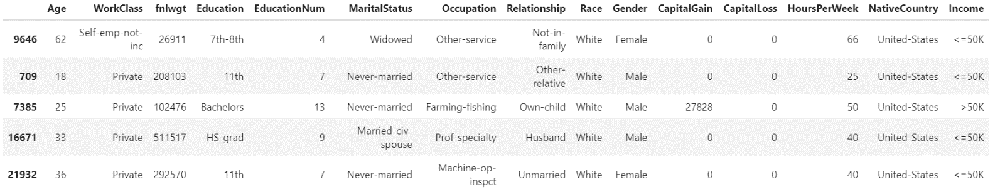 Age WorkClass fnlwgt Education EducationNum MaritalStatus Occupation Relationship Race Gender CapitalGain CapitalLoss HoursPerWeek NativeCountry Income
9646 62 Self-emp-not-inc 26911 7th-8th 4 Widowed Other-service Not-in-family White Female 0 0 66 United-States <=50K
709 18 Private 208103 11th 7 Never-married Other-service Other-relative White Male 0 0 25 United-States <=50K
7385 25 Private 102476 Bachelors 13 Never-married Farming-fishing Own-child White Male 27828 0 50 United-States >50K
16671 33 Private 511517 HS-grad 9 Married-civ-spouse Prof-specialty Husband White Male 0 0 40 United-States <=50K
21932 36 Private 292570 11th 7 Never-married Machine-op-inspct Unmarried White Female 0 0 40 United-States <=50K